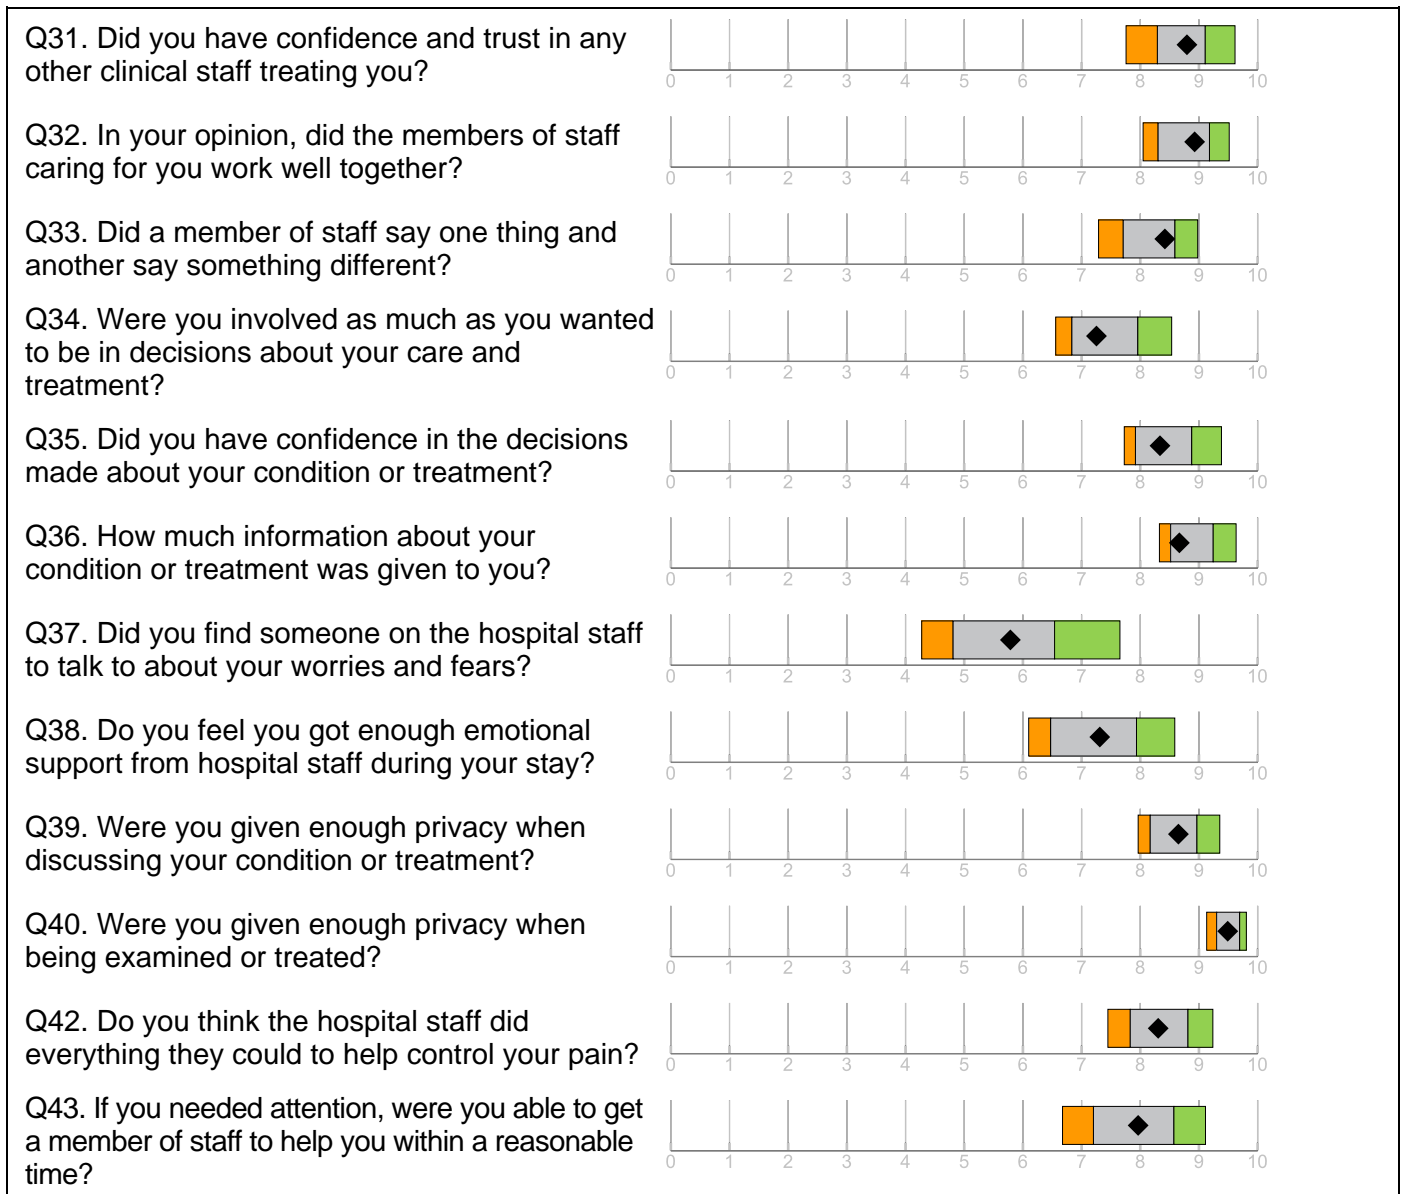 Q31. Did you have confidence and trust in any
other clinical staff treating you?
0 1 2 3 4 5 6 7 8 9 10
Q32. In your opinion, did the members of staff
caring for you work well together?
0 1 2 3 4 5 6 7 8 9 10
Q33. Did a member of staff say one thing and
another say something different?
0 1 2 3 4 5 6 7 8 9 10
Q34. Were you involved as much as you wanted
to be in decisions about your care and
treatment?
0 1 2 3 4 5 6 7 8 9 10
Q35. Did you have confidence in the decisions
made about your condition or treatment?
0 1 2 3 4 5 6 7 8 9 10
Q36. How much information about your
condition or treatment was given to you?
0 1 2 3 4 5 6 7 8 9 10
Q37. Did you find someone on the hospital staff
to talk to about your worries and fears?
0 1 2 3 4 5 6 7 8 9 10
Q38. Do you feel you got enough emotional
support from hospital staff during your stay?
0 1 2 3 4 5 6 7 8 9 10
Q39. Were you given enough privacy when
discussing your condition or treatment?
0 1 2 3 4 5 6 7 8 9 10
Q40. Were you given enough privacy when
being examined or treated?
0 1 2 3 4 5 6 7 8 9 10
Q42. Do you think the hospital staff did
everything they could to help control your pain?
0 1 2 3 4 5 6 7 8 9 10
Q43. If you needed attention, were you able to get
a member of staff to help you within a reasonable
time?
0 1 2 3 4 5 6 7 8 9 10